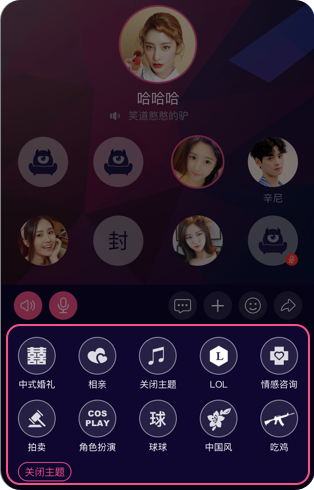 哈哈哈
笑道憨憨的驴
辛尼
封
囍
L
中式婚礼 相亲 关闭主题 LOL 情感咨询
COS
PLAY
球
拍卖 角色扮演 球球 中国风 吃鸡
关闭主题